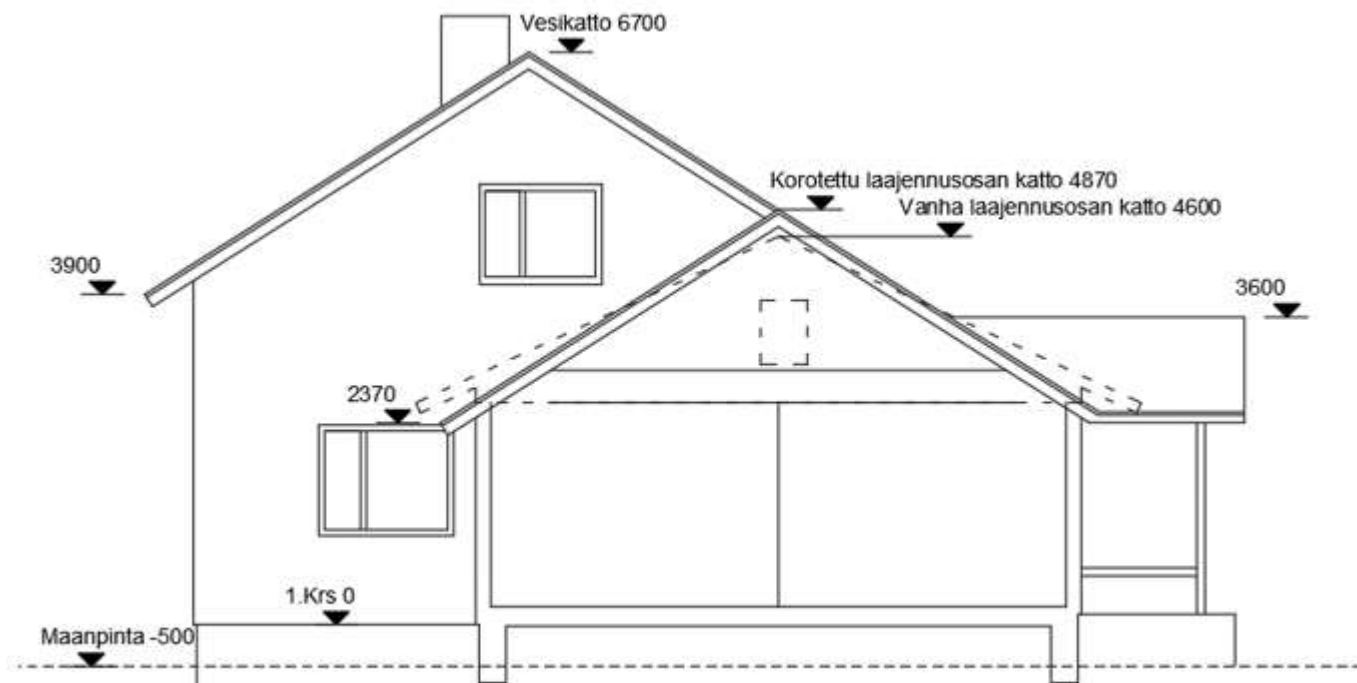 Vesikatto 6700
Korotettu laajennusosan katto 4870
Vanha laajennusosan katto 4600
3900
3600
2370
1.Krs 0
Maanpinta -500